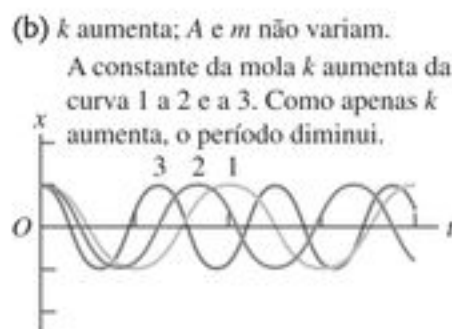 (b) k aumenta; A e m não variam.
A constante da mola k aumenta da
curva 1 a 2 e a 3. Como apenas k
aumenta, o período diminui.
x
3 2 1
O
t